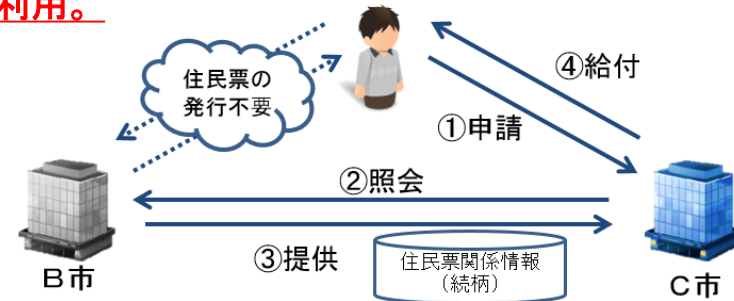 利用。
住民票の
発行不要
④給付
①申請
②照会
③提供
住民票関係情報
（続柄）
Ｂ市
Ｃ市